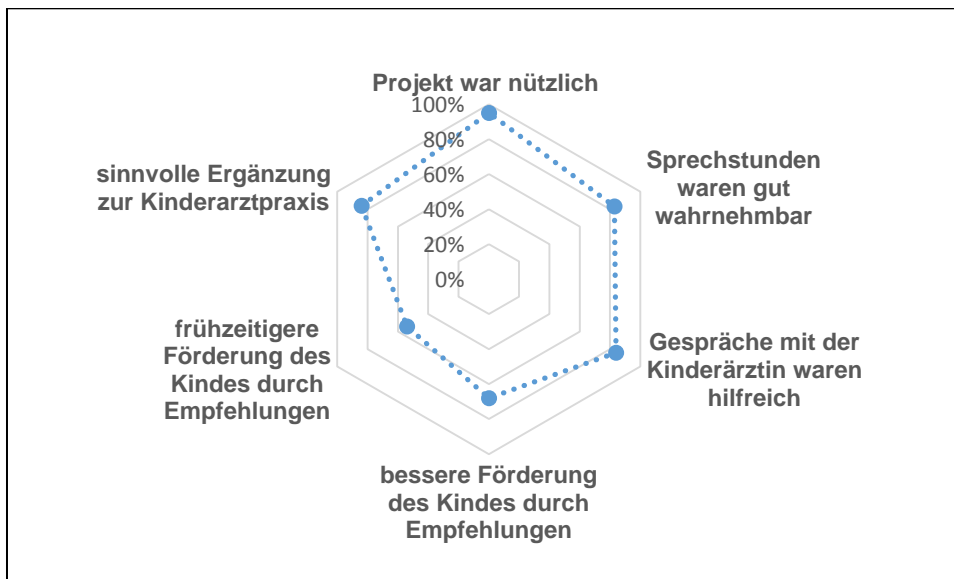 Projekt war nützlich
100%
80%
60%
40%
20%
0%
Sprechstunden
waren gut
wahrnehmbar
Gespräche mit der
Kinderärztin waren
hilfreich
bessere Förderung
des Kindes durch
Empfehlungen
frühzeitigere
Förderung des
Kindes durch
Empfehlungen
sinnvolle Ergänzung
zur Kinderarztpraxis